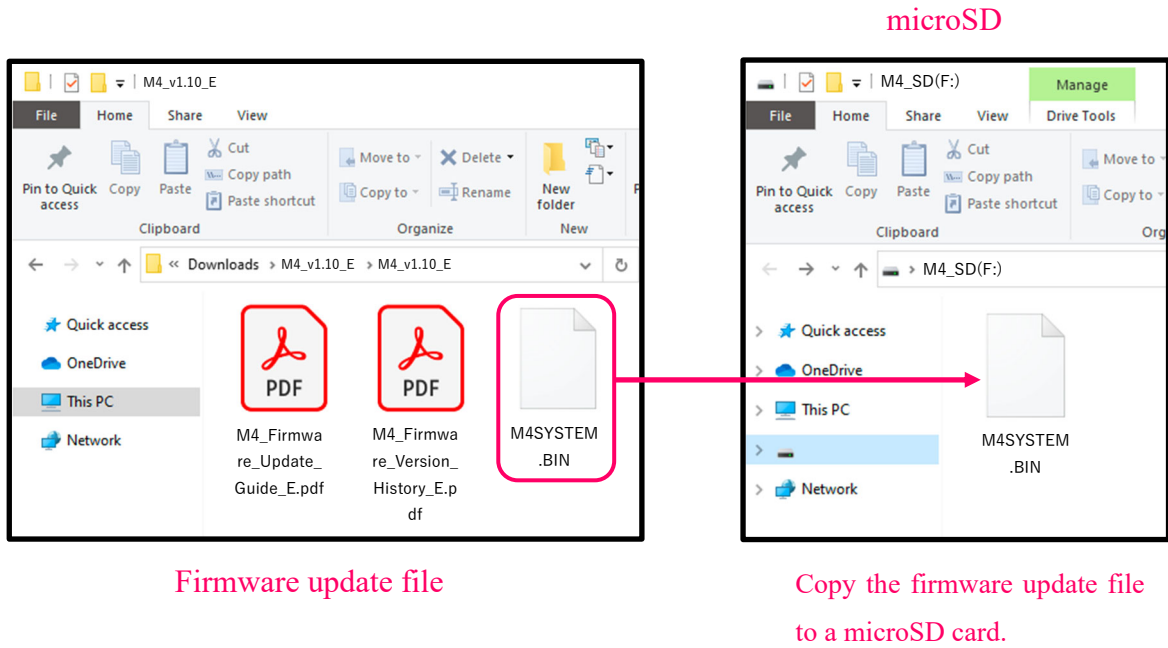 microSD
M4_v1.10_E
File Home Share View
Pin to Quick access
Copy
Paste
Cut
Copy path
Paste shortcut
Clipboard
Move to
Copy to
Delete
Rename
Organize
New folder
New
Downloads > M4_v1.10_E > M4_v1.10_E
Quick access
OneDrive
This PC
Network
PDF
M4_Firmwa
re_Update_
Guide_E.pdf
PDF
M4_Firmwa
re_Version_
History_E.p
df
M4SYSTEM
.BIN
Firmware update file
M4_SD(F:)
Manage
File Home Share View Drive Tools
Pin to Quick access
Copy
Paste
Cut
Copy path
Paste shortcut
Clipboard
Move to
Copy to
Org
> M4_SD(F:)
Quick access
OneDrive
This PC
Network
M4SYSTEM
.BIN
Copy the firmware update file
to a microSD card.